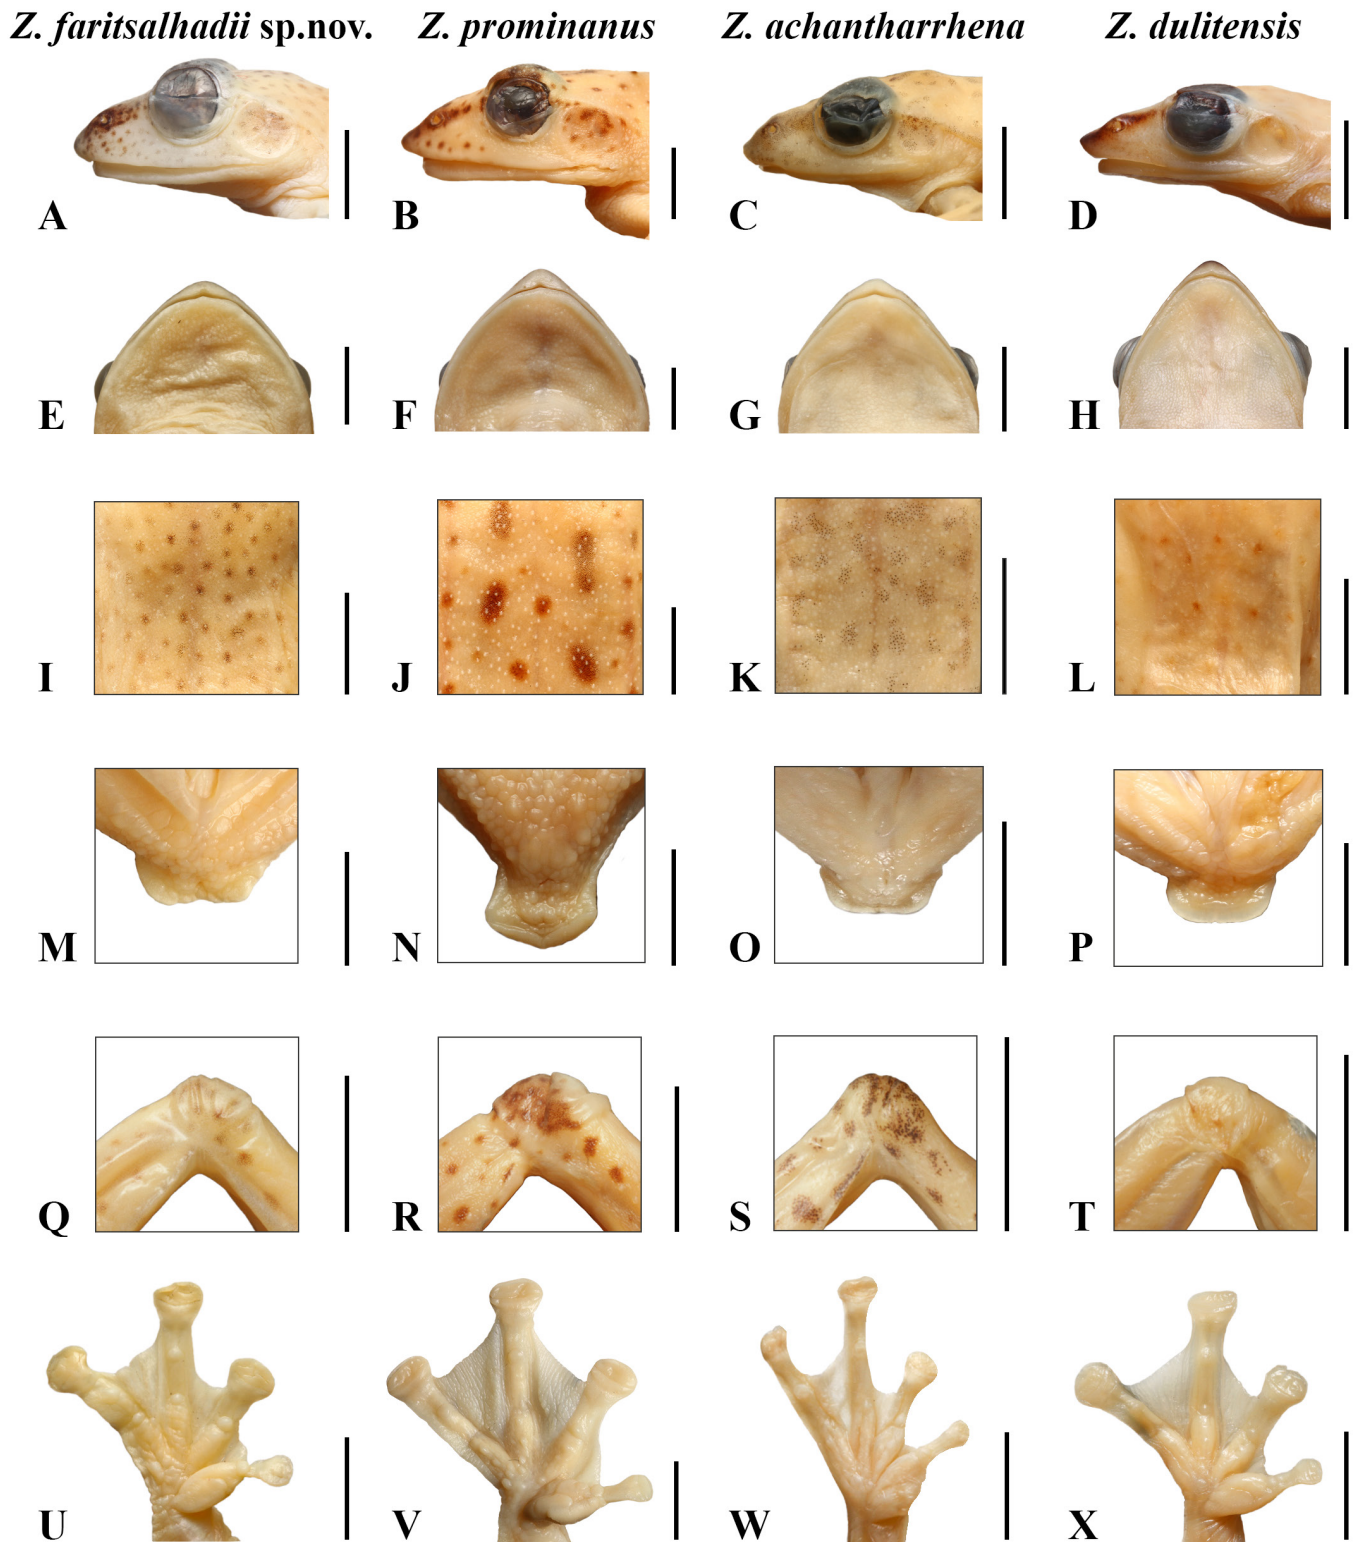 Z. faritsalhadii sp.nov. Z. prominanus Z. achantharrhena Z. dulitensis
A B C D
E F G H
I J K L
M N O P
Q R S T
U V W X